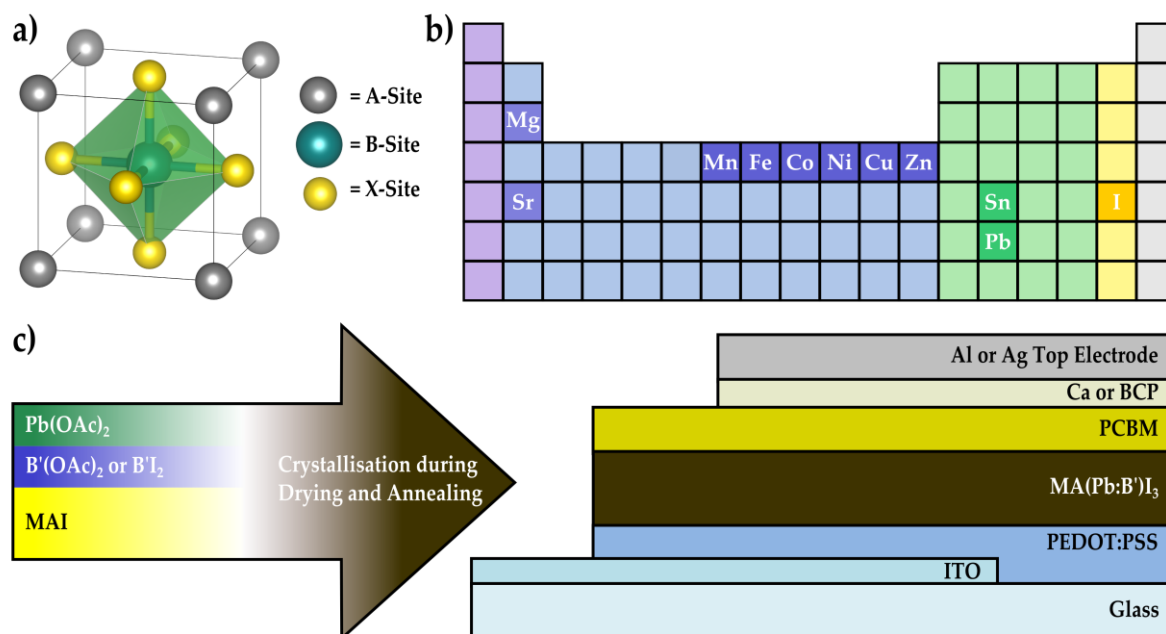 a)
= A-Site
= B-Site
= X-Site
b)
Mg
Mn Fe Co Ni Cu Zn
Sr Sn I
Pb
c)
Pb(OAc)₂
B'(OAc)₂ or B'I₂
MAI
Crystallisation during
Drying and Annealing
Al or Ag Top Electrode
Ca or BCP
PCBM
MA(Pb:B')I₃
PEDOT:PSS
ITO
Glass